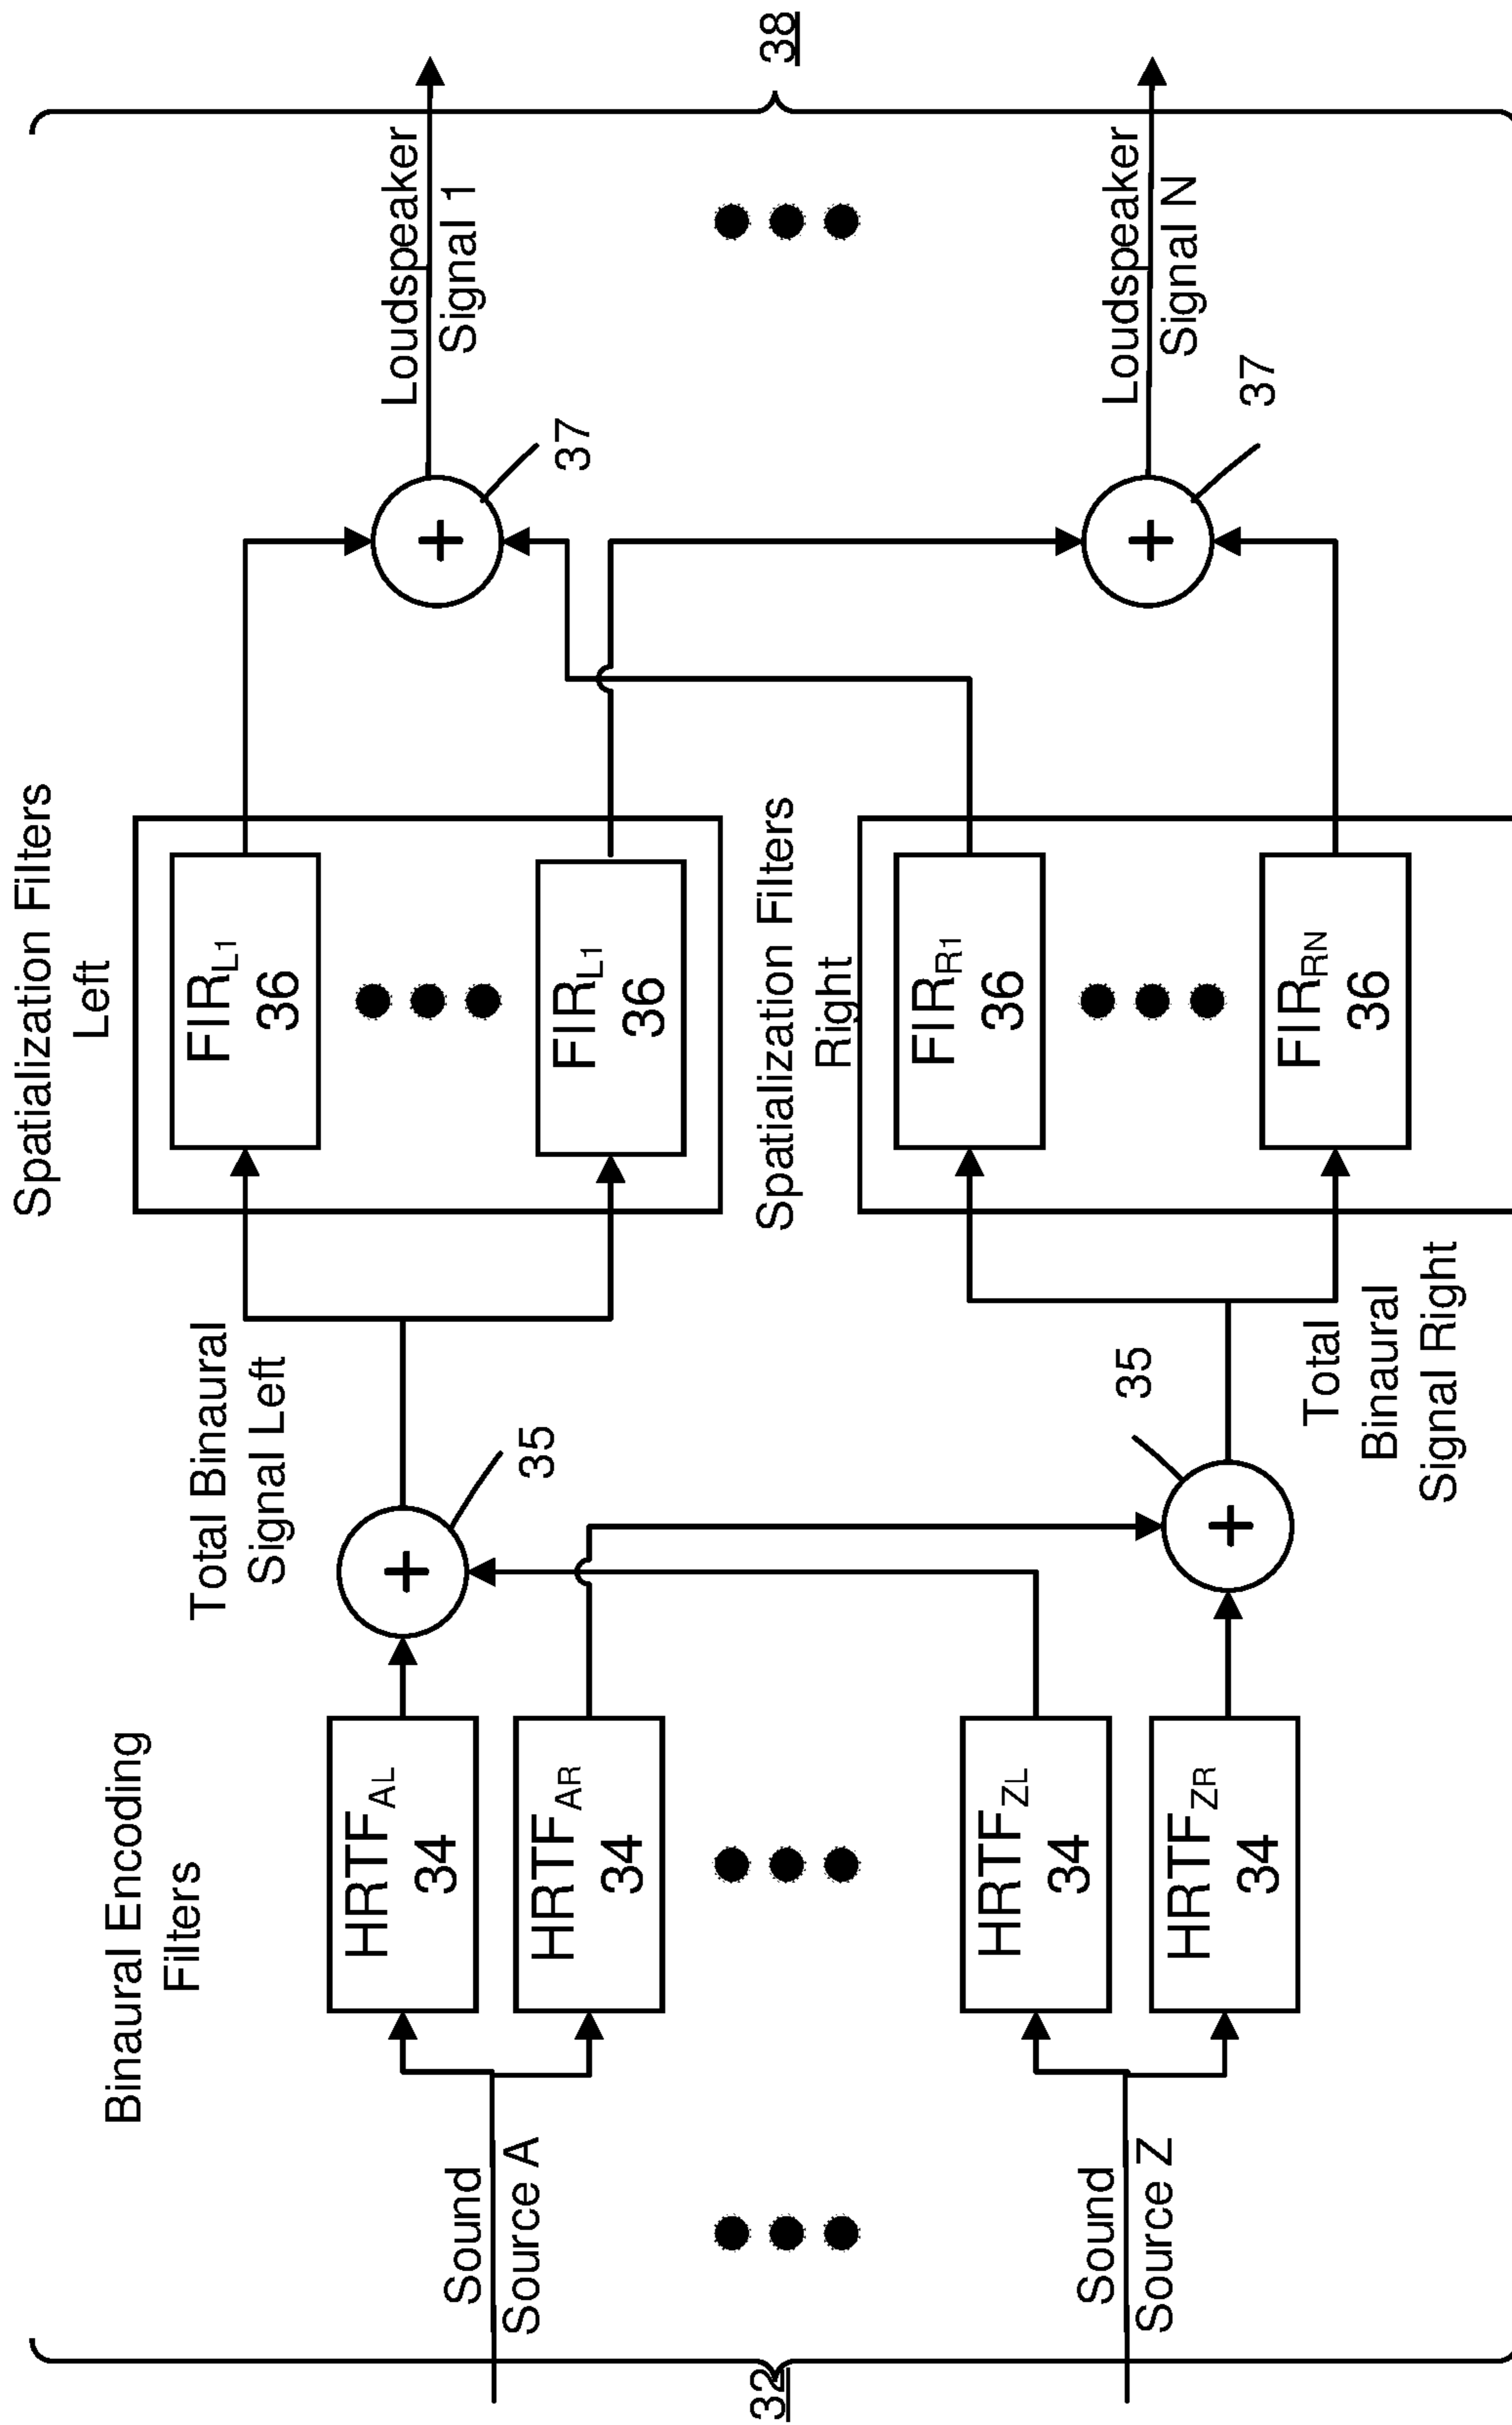 32
Sound
Source A
Sound
Source Z
Binaural Encoding
Filters
HRTFAL
34
HRTFAR
34
HRTFZL
34
HRTFZR
34
35
35
Total Binaural
Signal Left
Total
Binaural
Signal Right
Spatialization Filters
Left
FIRL1
36
FIRL1
36
Spatialization Filters
Right
FIRR1
36
FIRRN
36
+
+
+
+
37
37
Loudspeaker
Signal 1
Loudspeaker
Signal N
38